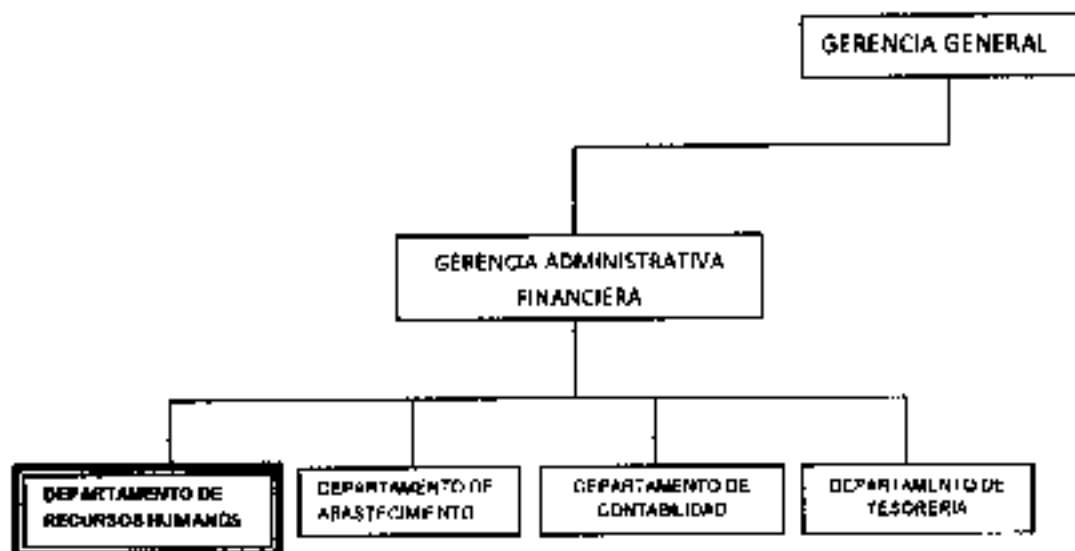 GERENCIA GENERAL
GERENCIA ADMINISTRATIVA
FINANCIERA
DEPARTAMENTO DE
RECURSOS HUMANOS
DEPARTAMENTO DE
ABASTECIMIENTO
DEPARTAMENTO DE
CONTABILIDAD
DEPARTAMENTO DE
TESORERIA